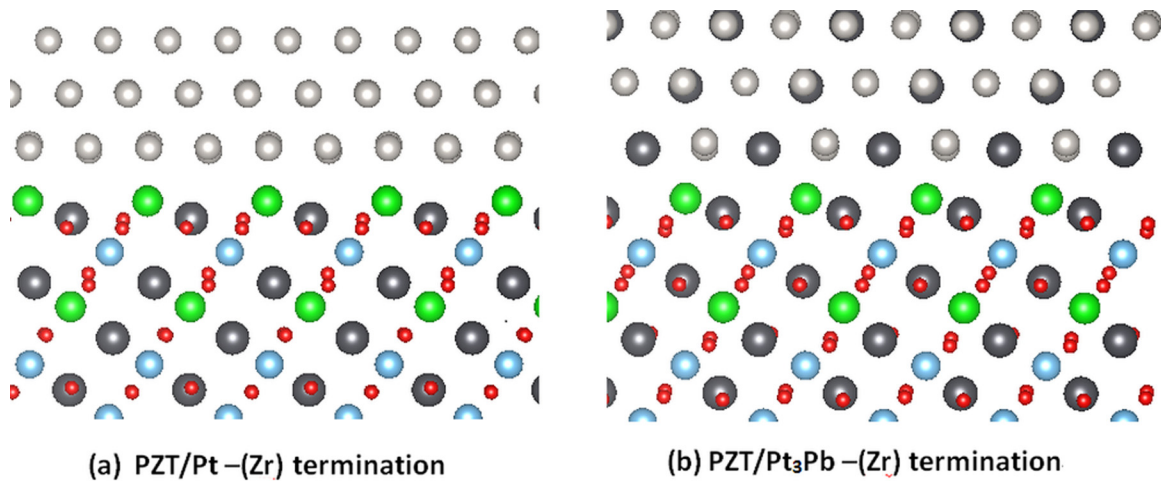 (a) PZT/Pt –(Zr) termination
(b) PZT/Pt₃Pb –(Zr) termination